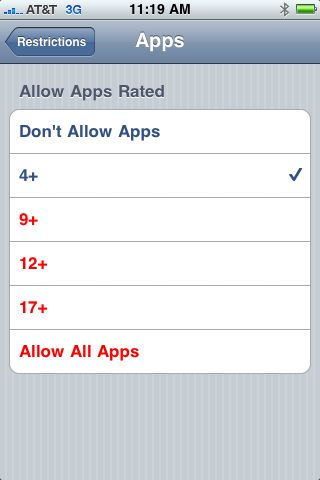 AT&T 3G 11:19 AM
Restrictions Apps
Allow Apps Rated
Don't Allow Apps
4+
9+
12+
17+
Allow All Apps